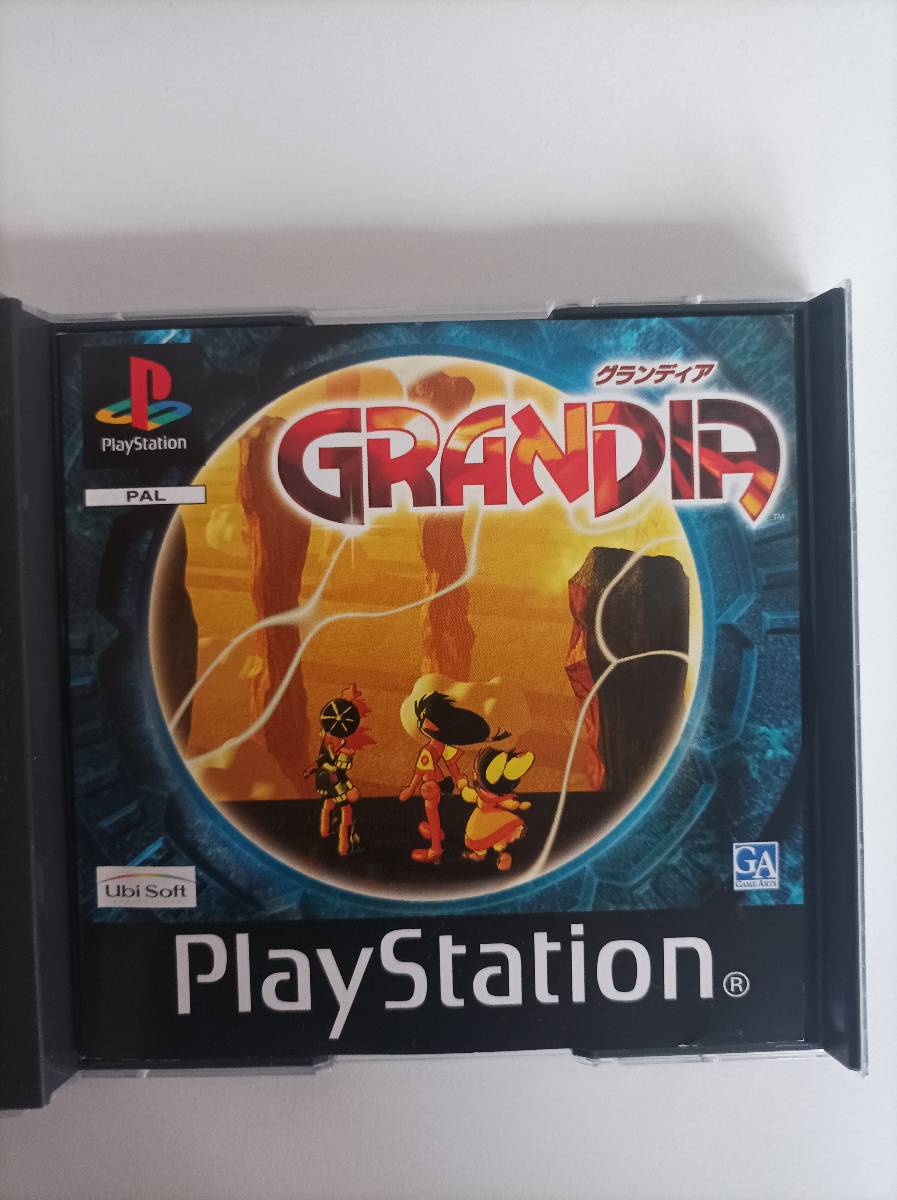 PlayStation
PAL
グランディア
GRANDIA
TM
Ubi Soft
GA
GAME ARTS
PlayStation®